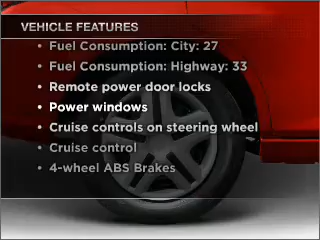 VEHICLE FEATURES
• Fuel Consumption: City: 27
• Fuel Consumption: Highway: 33
• Remote power door locks
• Power windows
• Cruise controls on steering wheel
• Cruise control
• 4-wheel ABS Brakes